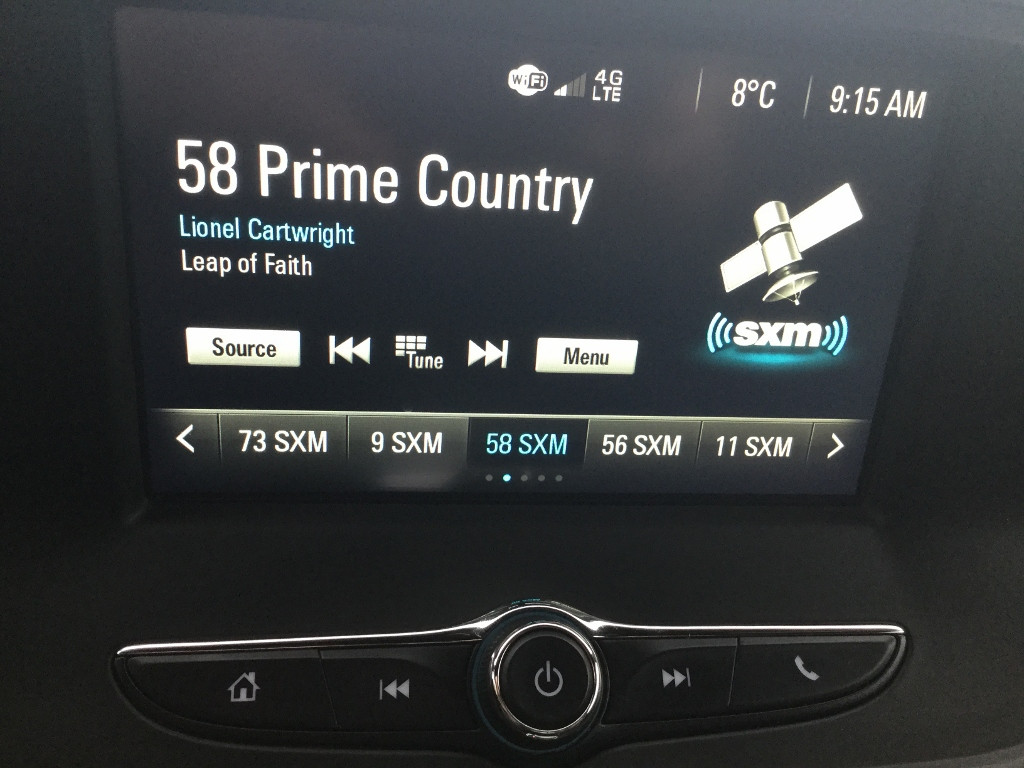 WiFi 4G LTE 8°C 9:15 AM
58 Prime Country
Lionel Cartwright
Leap of Faith
sxm
Source Tune Menu
73 SXM 9 SXM 58 SXM 56 SXM 11 SXM